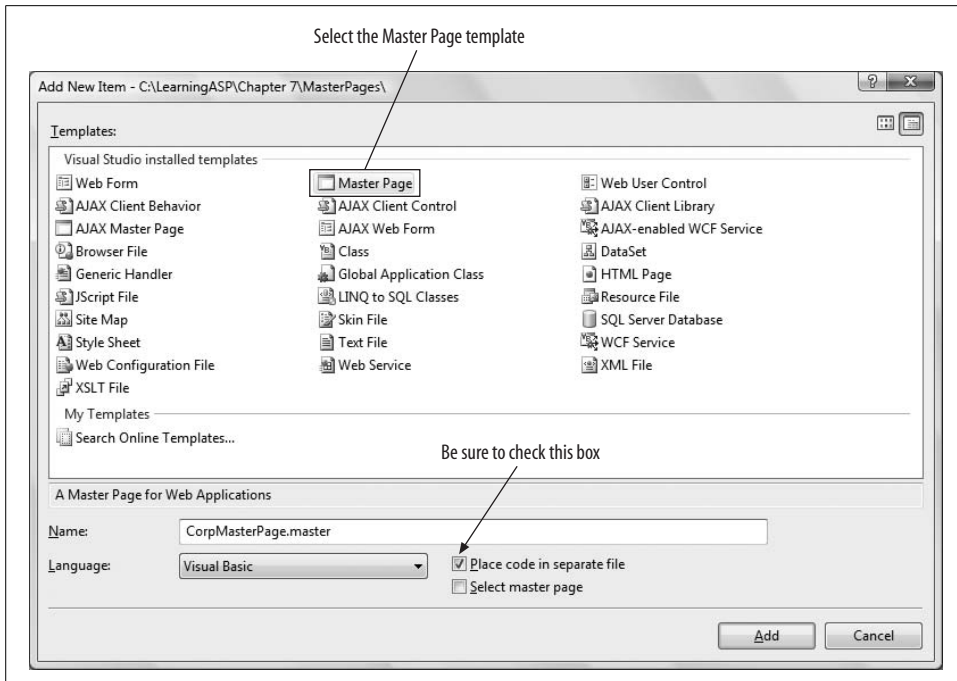 Select the Master Page template
Add New Item - C:\LearningASP\Chapter 7\MasterPages\
Templates:
Visual Studio installed templates
Web Form
Master Page
Web User Control
AJAX Client Behavior
AJAX Client Control
AJAX Client Library
AJAX Master Page
AJAX Web Form
AJAX-enabled WCF Service
Browser File
Class
DataSet
Generic Handler
Global Application Class
HTML Page
JScript File
LINQ to SQL Classes
Resource File
Site Map
Skin File
SQL Server Database
Style Sheet
Text File
WCF Service
Web Configuration File
Web Service
XML File
XSLT File
My Templates
Search Online Templates...
Be sure to check this box
A Master Page for Web Applications
Name:
CorpMasterPage.master
Language:
Visual Basic
Place code in separate file
Select master page
Add
Cancel